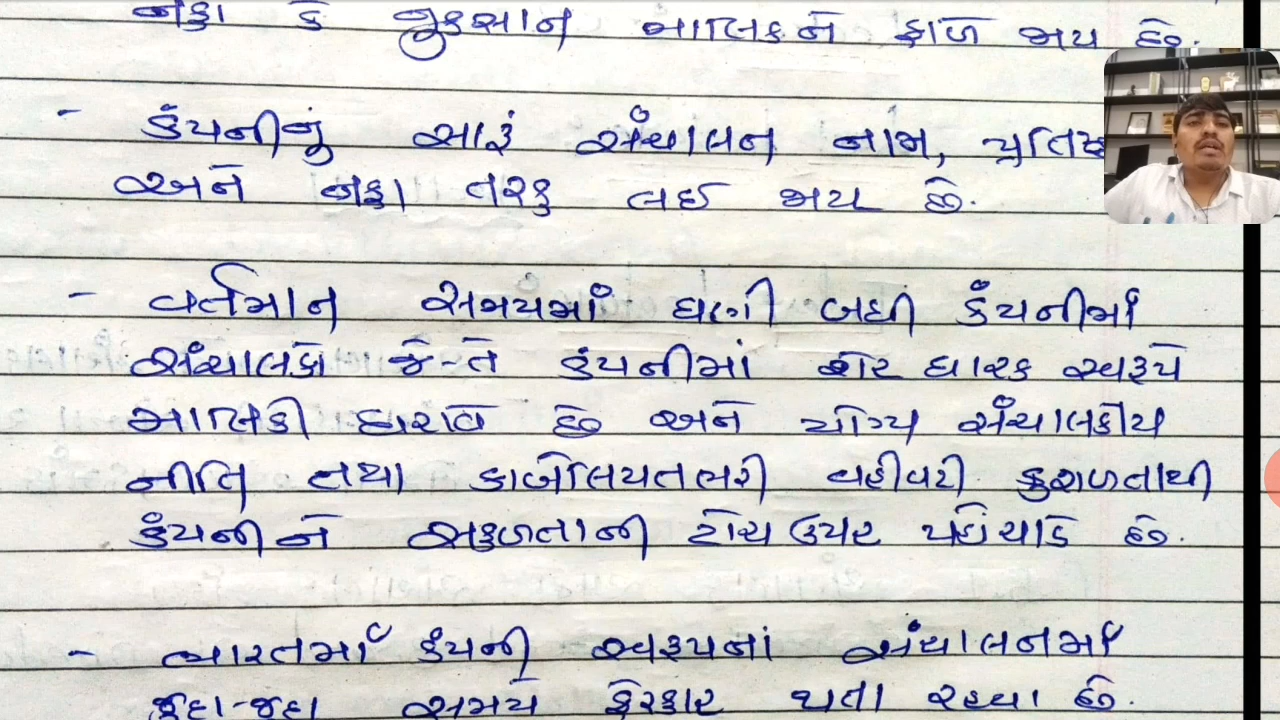 નફા કે નુકસાન માલિકને ફાળે જાય છે.
- કંપનીનું સારું સંચાલન નામ,
અને નફા તરફ લઈ જાય છે.
- વર્તમાન સમયમાં ઘણી બધી કંપનીમાં
સંચાલકો જે-તે કંપનીમાં શેર ધારક સ્વરૂપે
માલિકી ધરાવે છે અને યોગ્ય સંચાલકીય
નીતિ તથા કાબેલિયતભરી વહીવટી કુશળતાથી
કંપનીને સફળતાની ટોચ ઉપર પહોંચાડે છે.
- ભારતમાં કંપની સ્વરૂપનાં સંચાલનમાં
જુદા-જુદા સમયે ફેરફાર થતા રહ્યા છે.